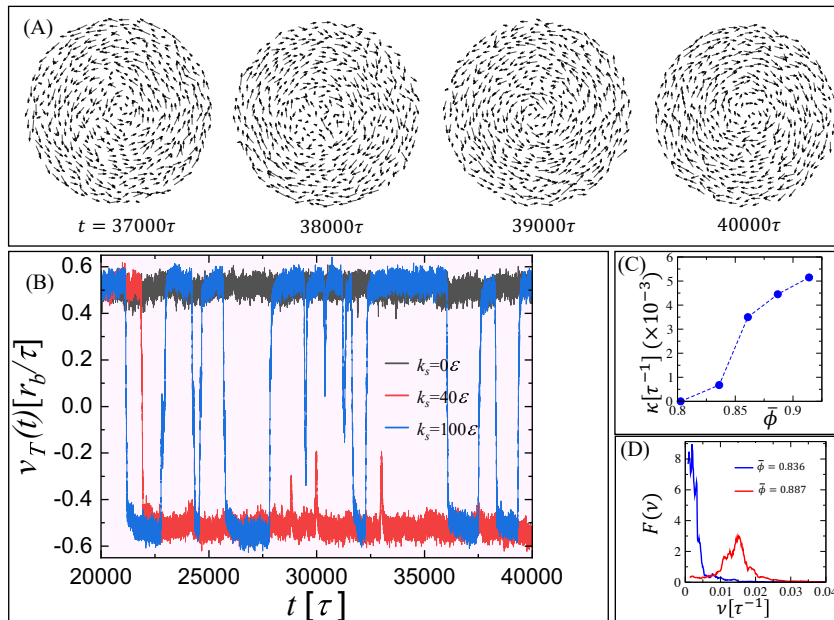 (A)
t = 37000τ 38000τ 39000τ 40000τ
(B)
v_T(t)[r_b/τ]
0.6
0.4
0.2
0.0
-0.2
-0.4
-0.6
k_s=0ε
k_s=40ε
k_s=100ε
20000 25000 30000 35000 40000
t [τ]
(C)
κ[τ⁻¹] (×10⁻³)
6
5
4
3
2
1
0
0.8 0.85 0.9
φ̄
(D)
F(ν)
8
6
4
2
0
φ̄ = 0.836
φ̄ = 0.887
0 0.01 0.02 0.03 0.04
ν[τ⁻¹]